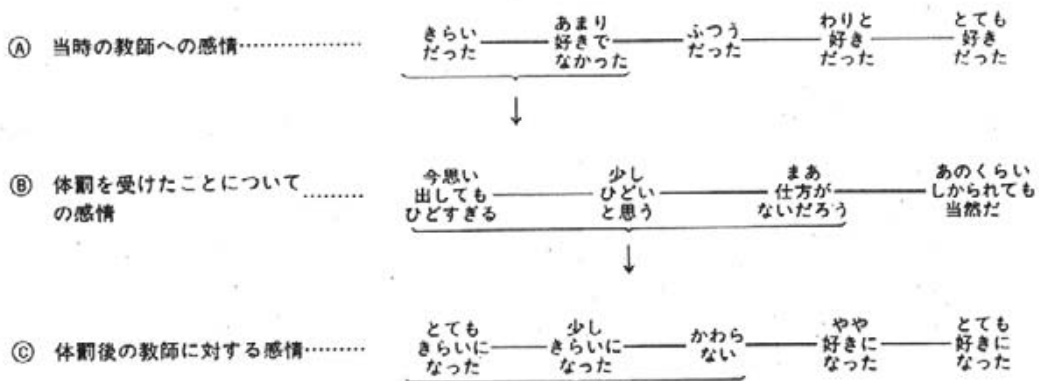 Ⓐ 当時の教師への感情………………
きらい
だった
あまり
好きで
なかった
ふつう
だった
わりと
好き
だった
とても
好き
だった
↓
Ⓑ 体罰を受けたことについて
の感情………
今思い
出しても
ひどすぎる
少し
ひどい
と思う
まあ
仕方が
ないだろう
あのくらい
しかられても
当然だ
↓
Ⓒ 体罰後の教師に対する感情………
とても
きらいに
なった
少し
きらいに
なった
かわら
ない
やや
好きに
なった
とても
好きに
なった